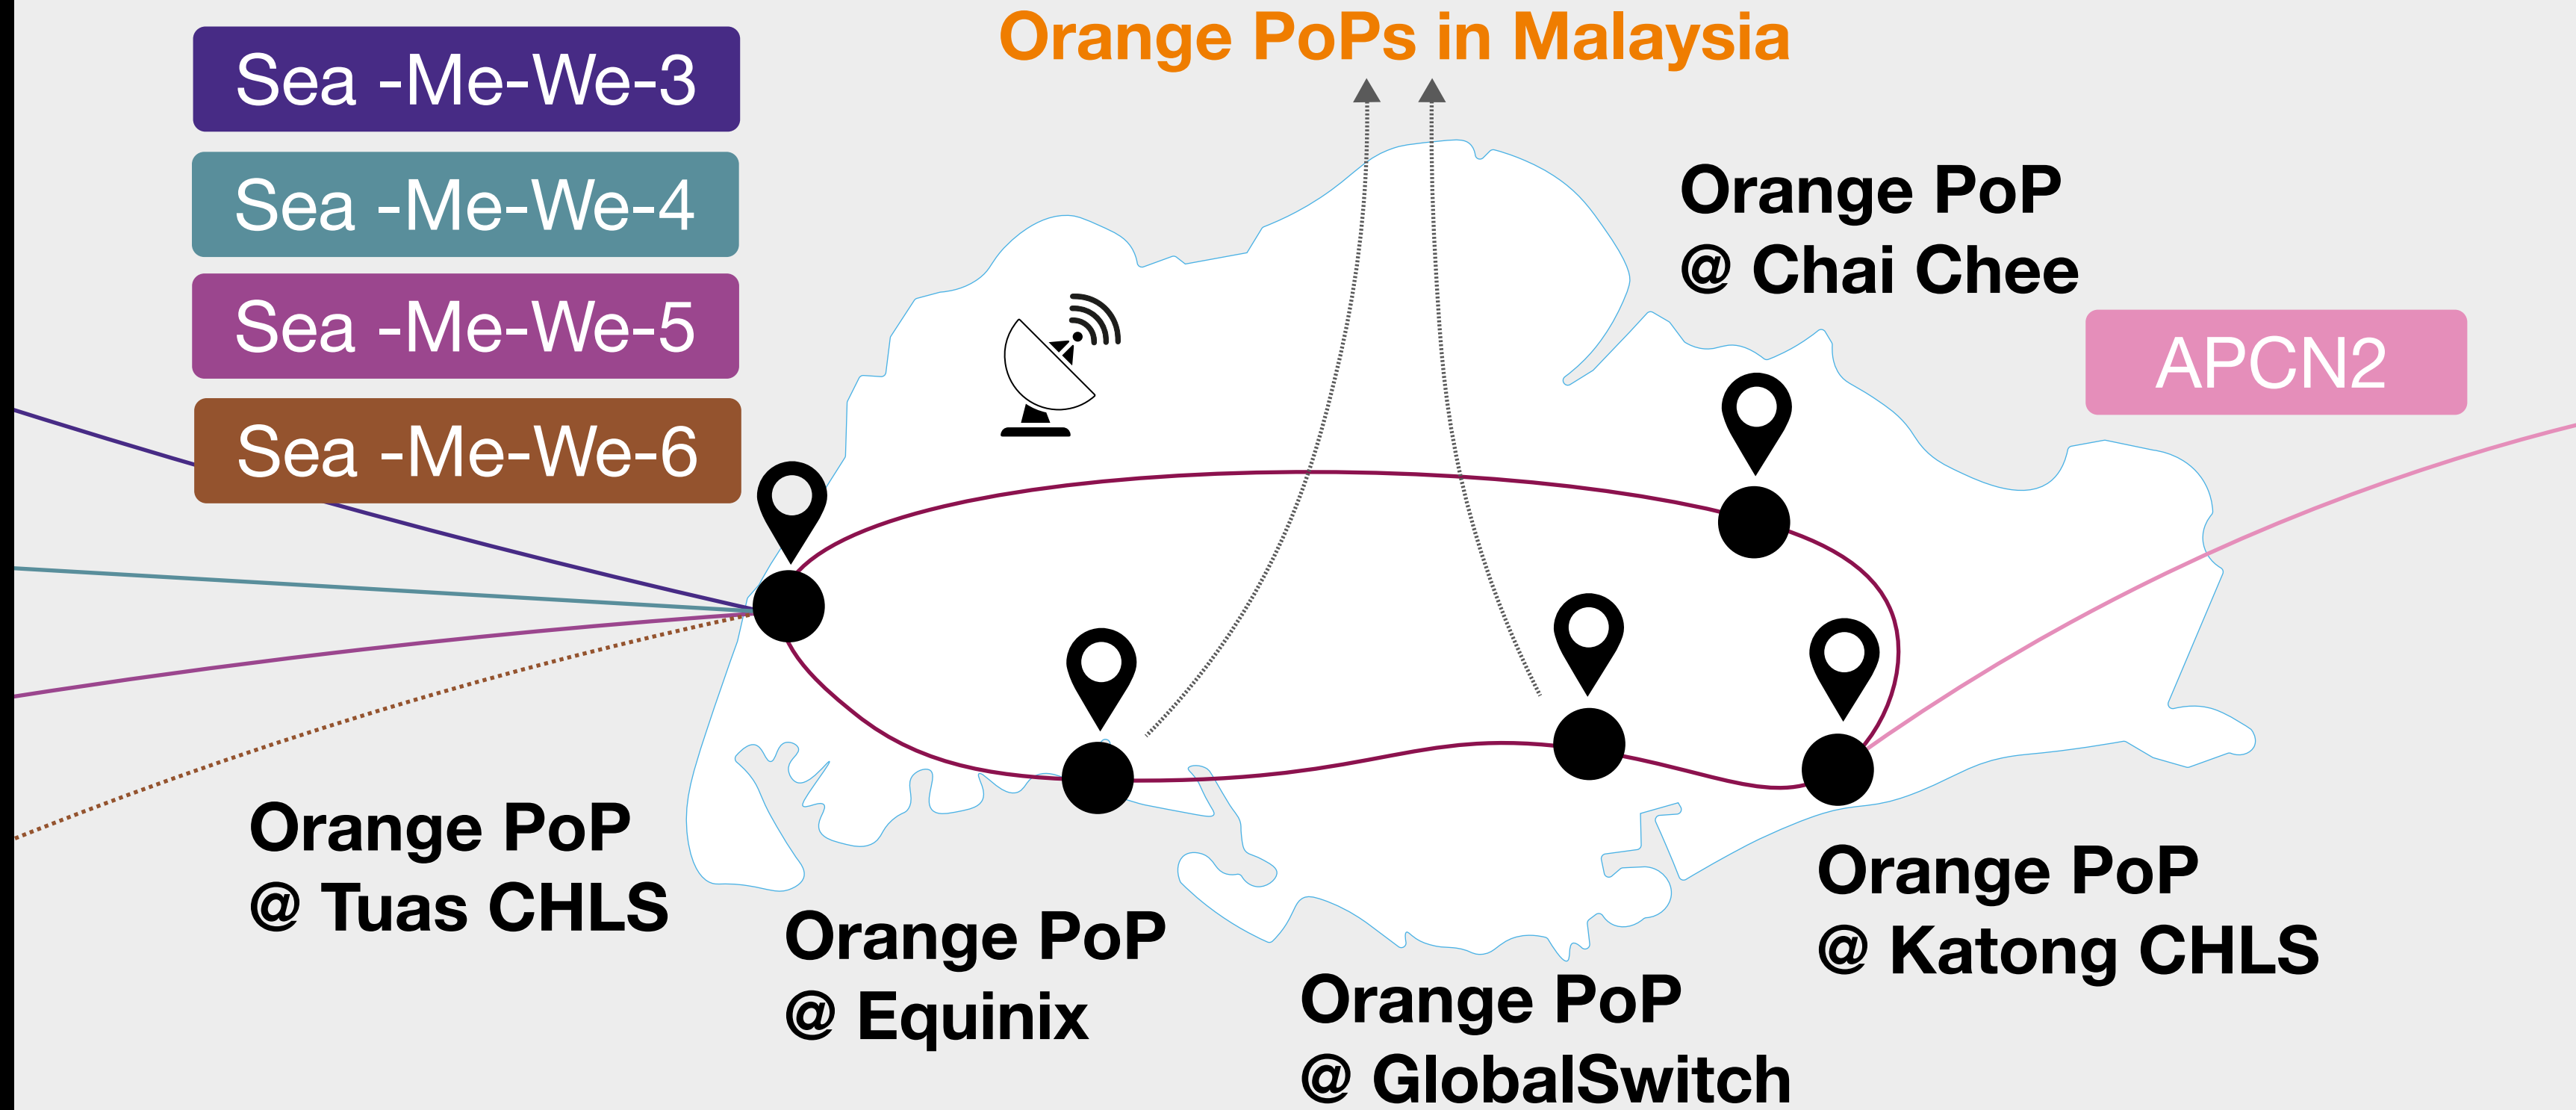 Orange PoPs in Malaysia
Sea -Me-We-3
Sea -Me-We-4
Sea -Me-We-5
Sea -Me-We-6
Orange PoP
@ Chai Chee
APCN2
Orange PoP
@ Tuas CHLS
Orange PoP
@ Equinix
Orange PoP
@ GlobalSwitch
Orange PoP
@ Katong CHLS